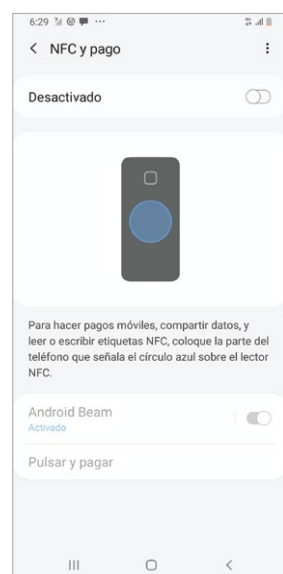 6:29
NFC y pago
Desactivado
Para hacer pagos móviles, compartir datos, y
leer o escribir etiquetas NFC, coloque la parte del
teléfono que señala el círculo azul sobre el lector
NFC.
Android Beam
Activado
Pulsar y pagar